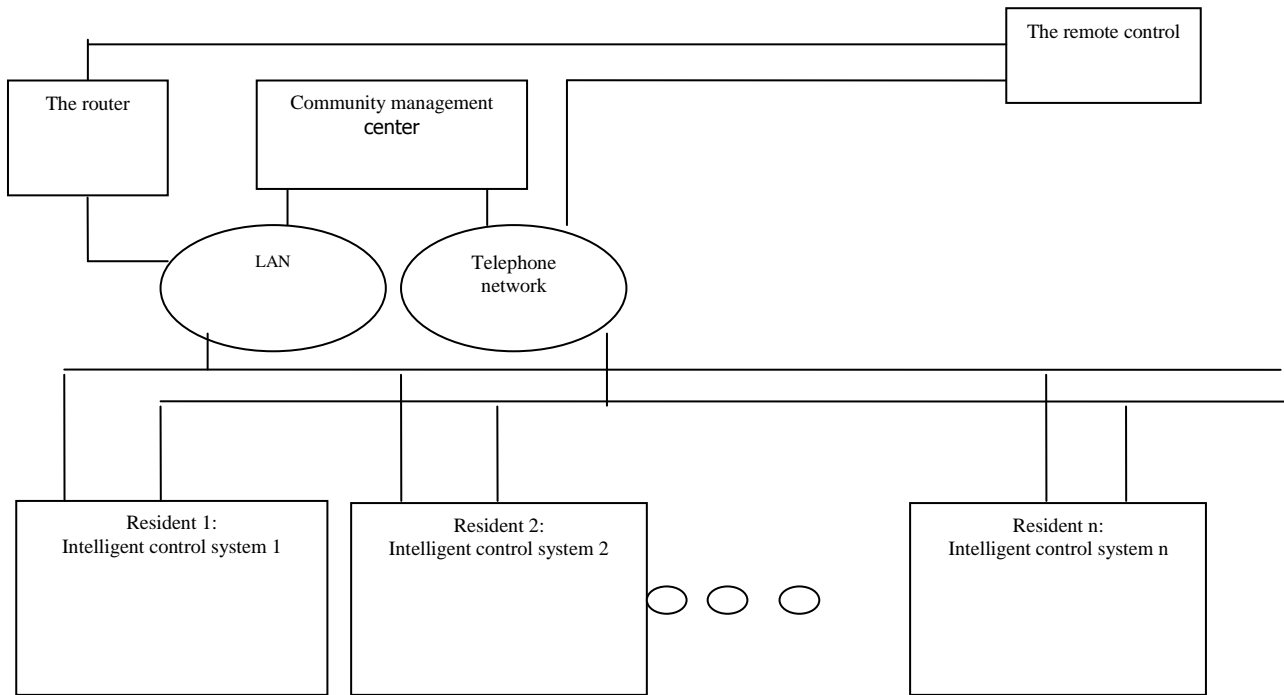 The remote control
The router
Community management
center
LAN
Telephone
network
Resident 1:
Intelligent control system 1
Resident 2:
Intelligent control system 2
Resident n:
Intelligent control system n